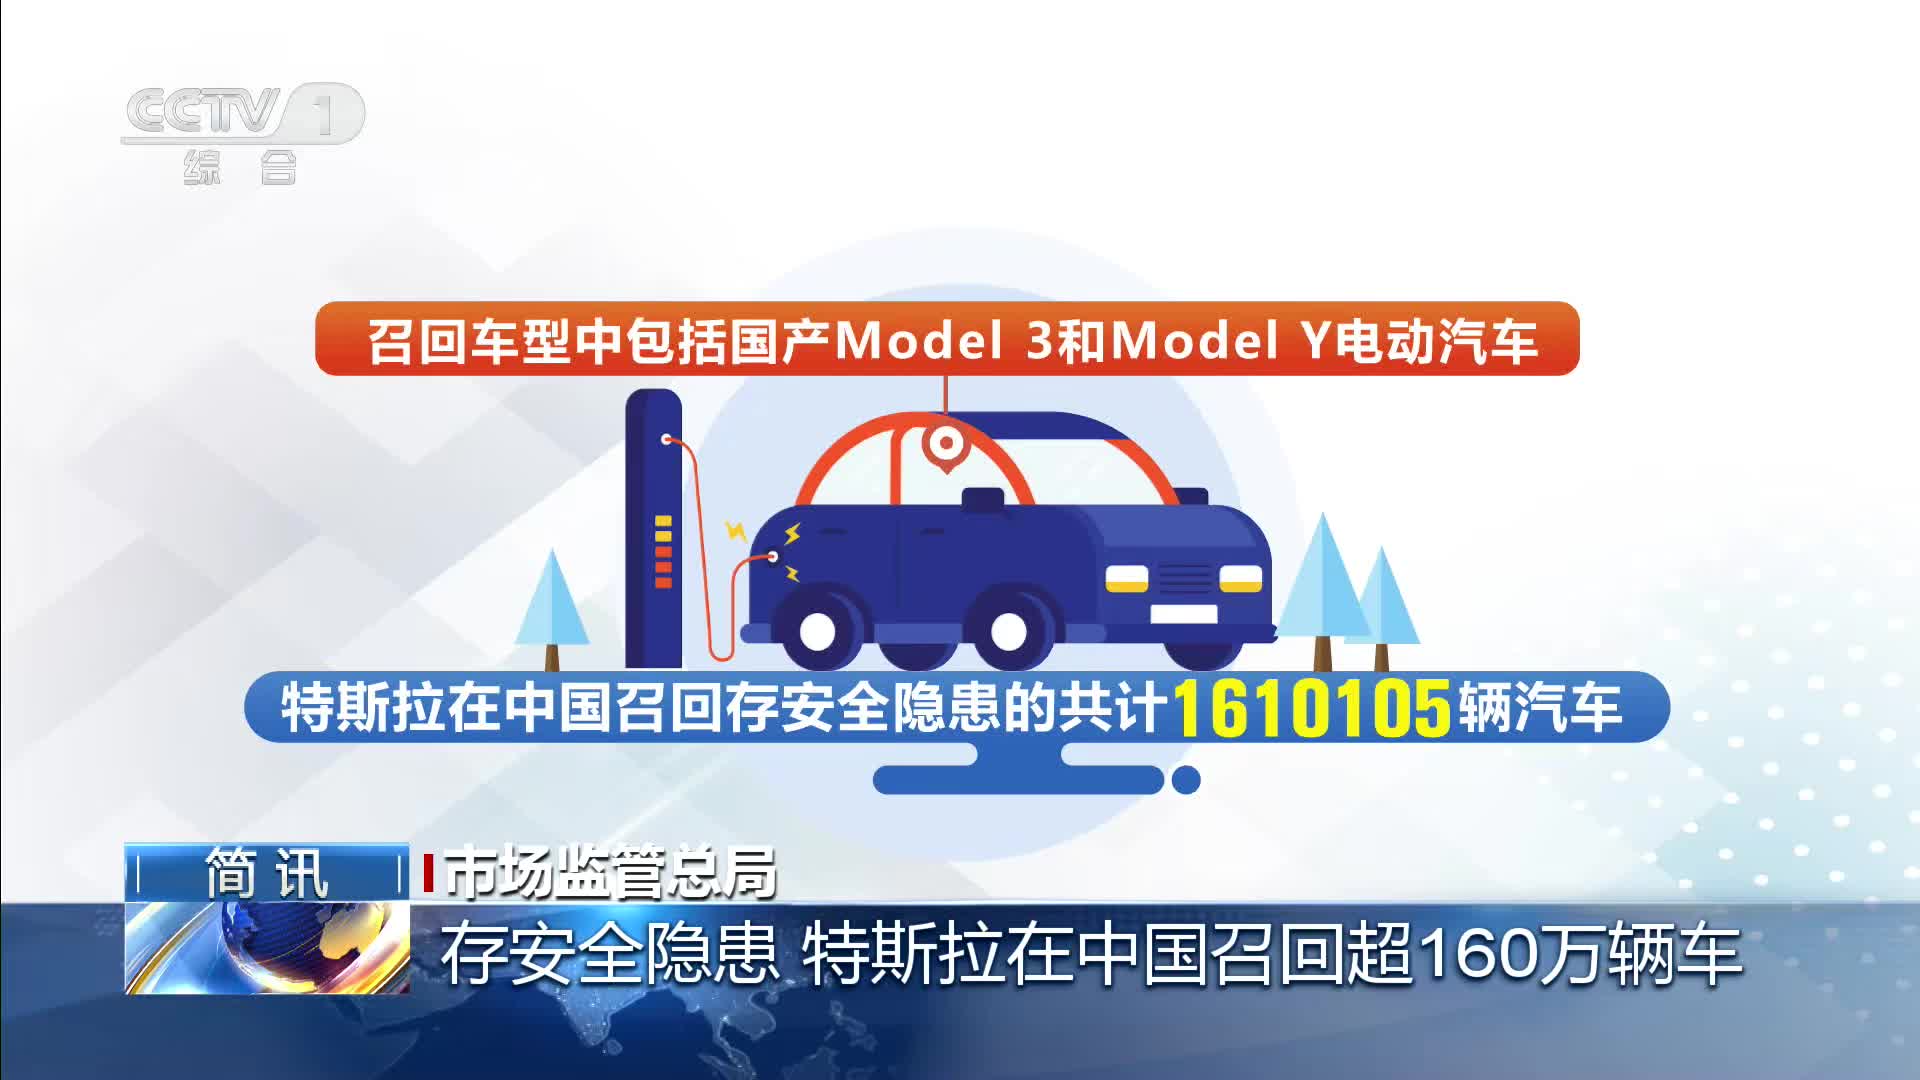 CCTV 1
综合
召回车型中包括国产Model 3和Model Y电动汽车
特斯拉在中国召回存安全隐患的共计1610105辆汽车
简讯
市场监管总局
存安全隐患 特斯拉在中国召回超160万辆车